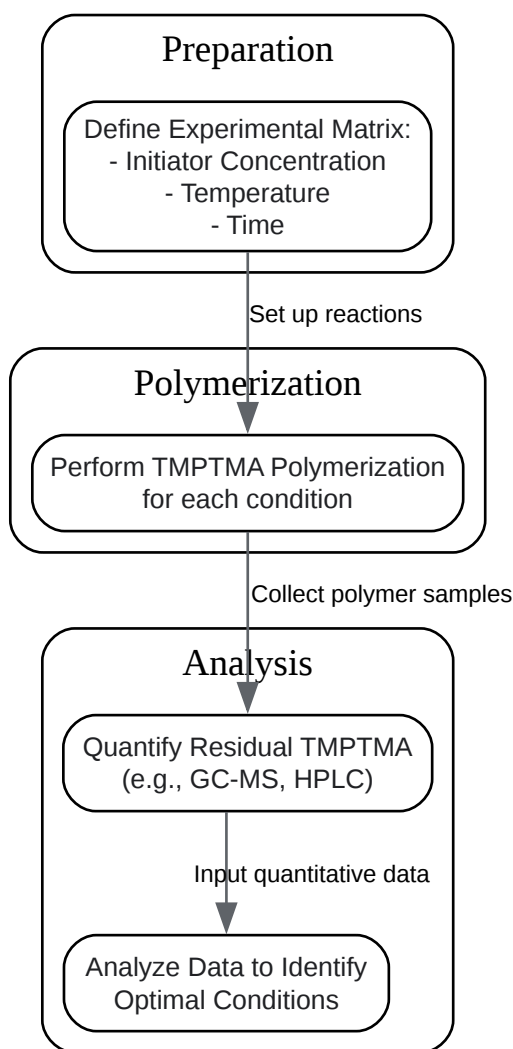 Preparation
Define Experimental Matrix:
- Initiator Concentration
- Temperature
- Time
Set up reactions
Polymerization
Perform TMPTMA Polymerization
for each condition
Collect polymer samples
Analysis
Quantify Residual TMPTMA
(e.g., GC-MS, HPLC)
Input quantitative data
Analyze Data to Identify
Optimal Conditions